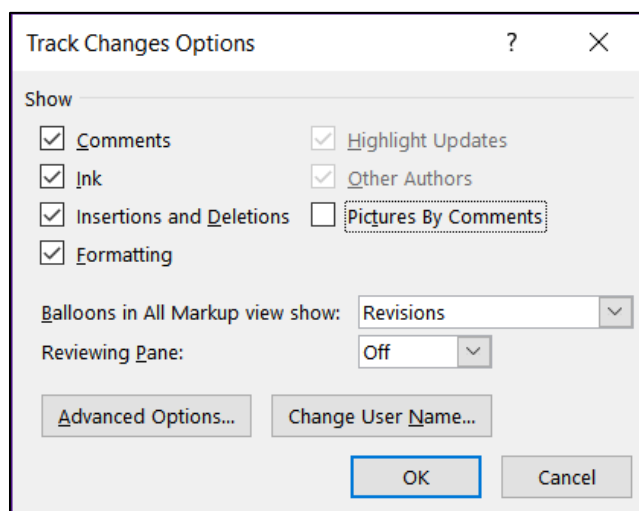 Track Changes Options ?
Show
Comments Highlight Updates
Ink Other Authors
Insertions and Deletions Pictures By Comments
Formatting
Balloons in All Markup view show: Revisions
Reviewing Pane: Off
Advanced Options... Change User Name...
OK Cancel